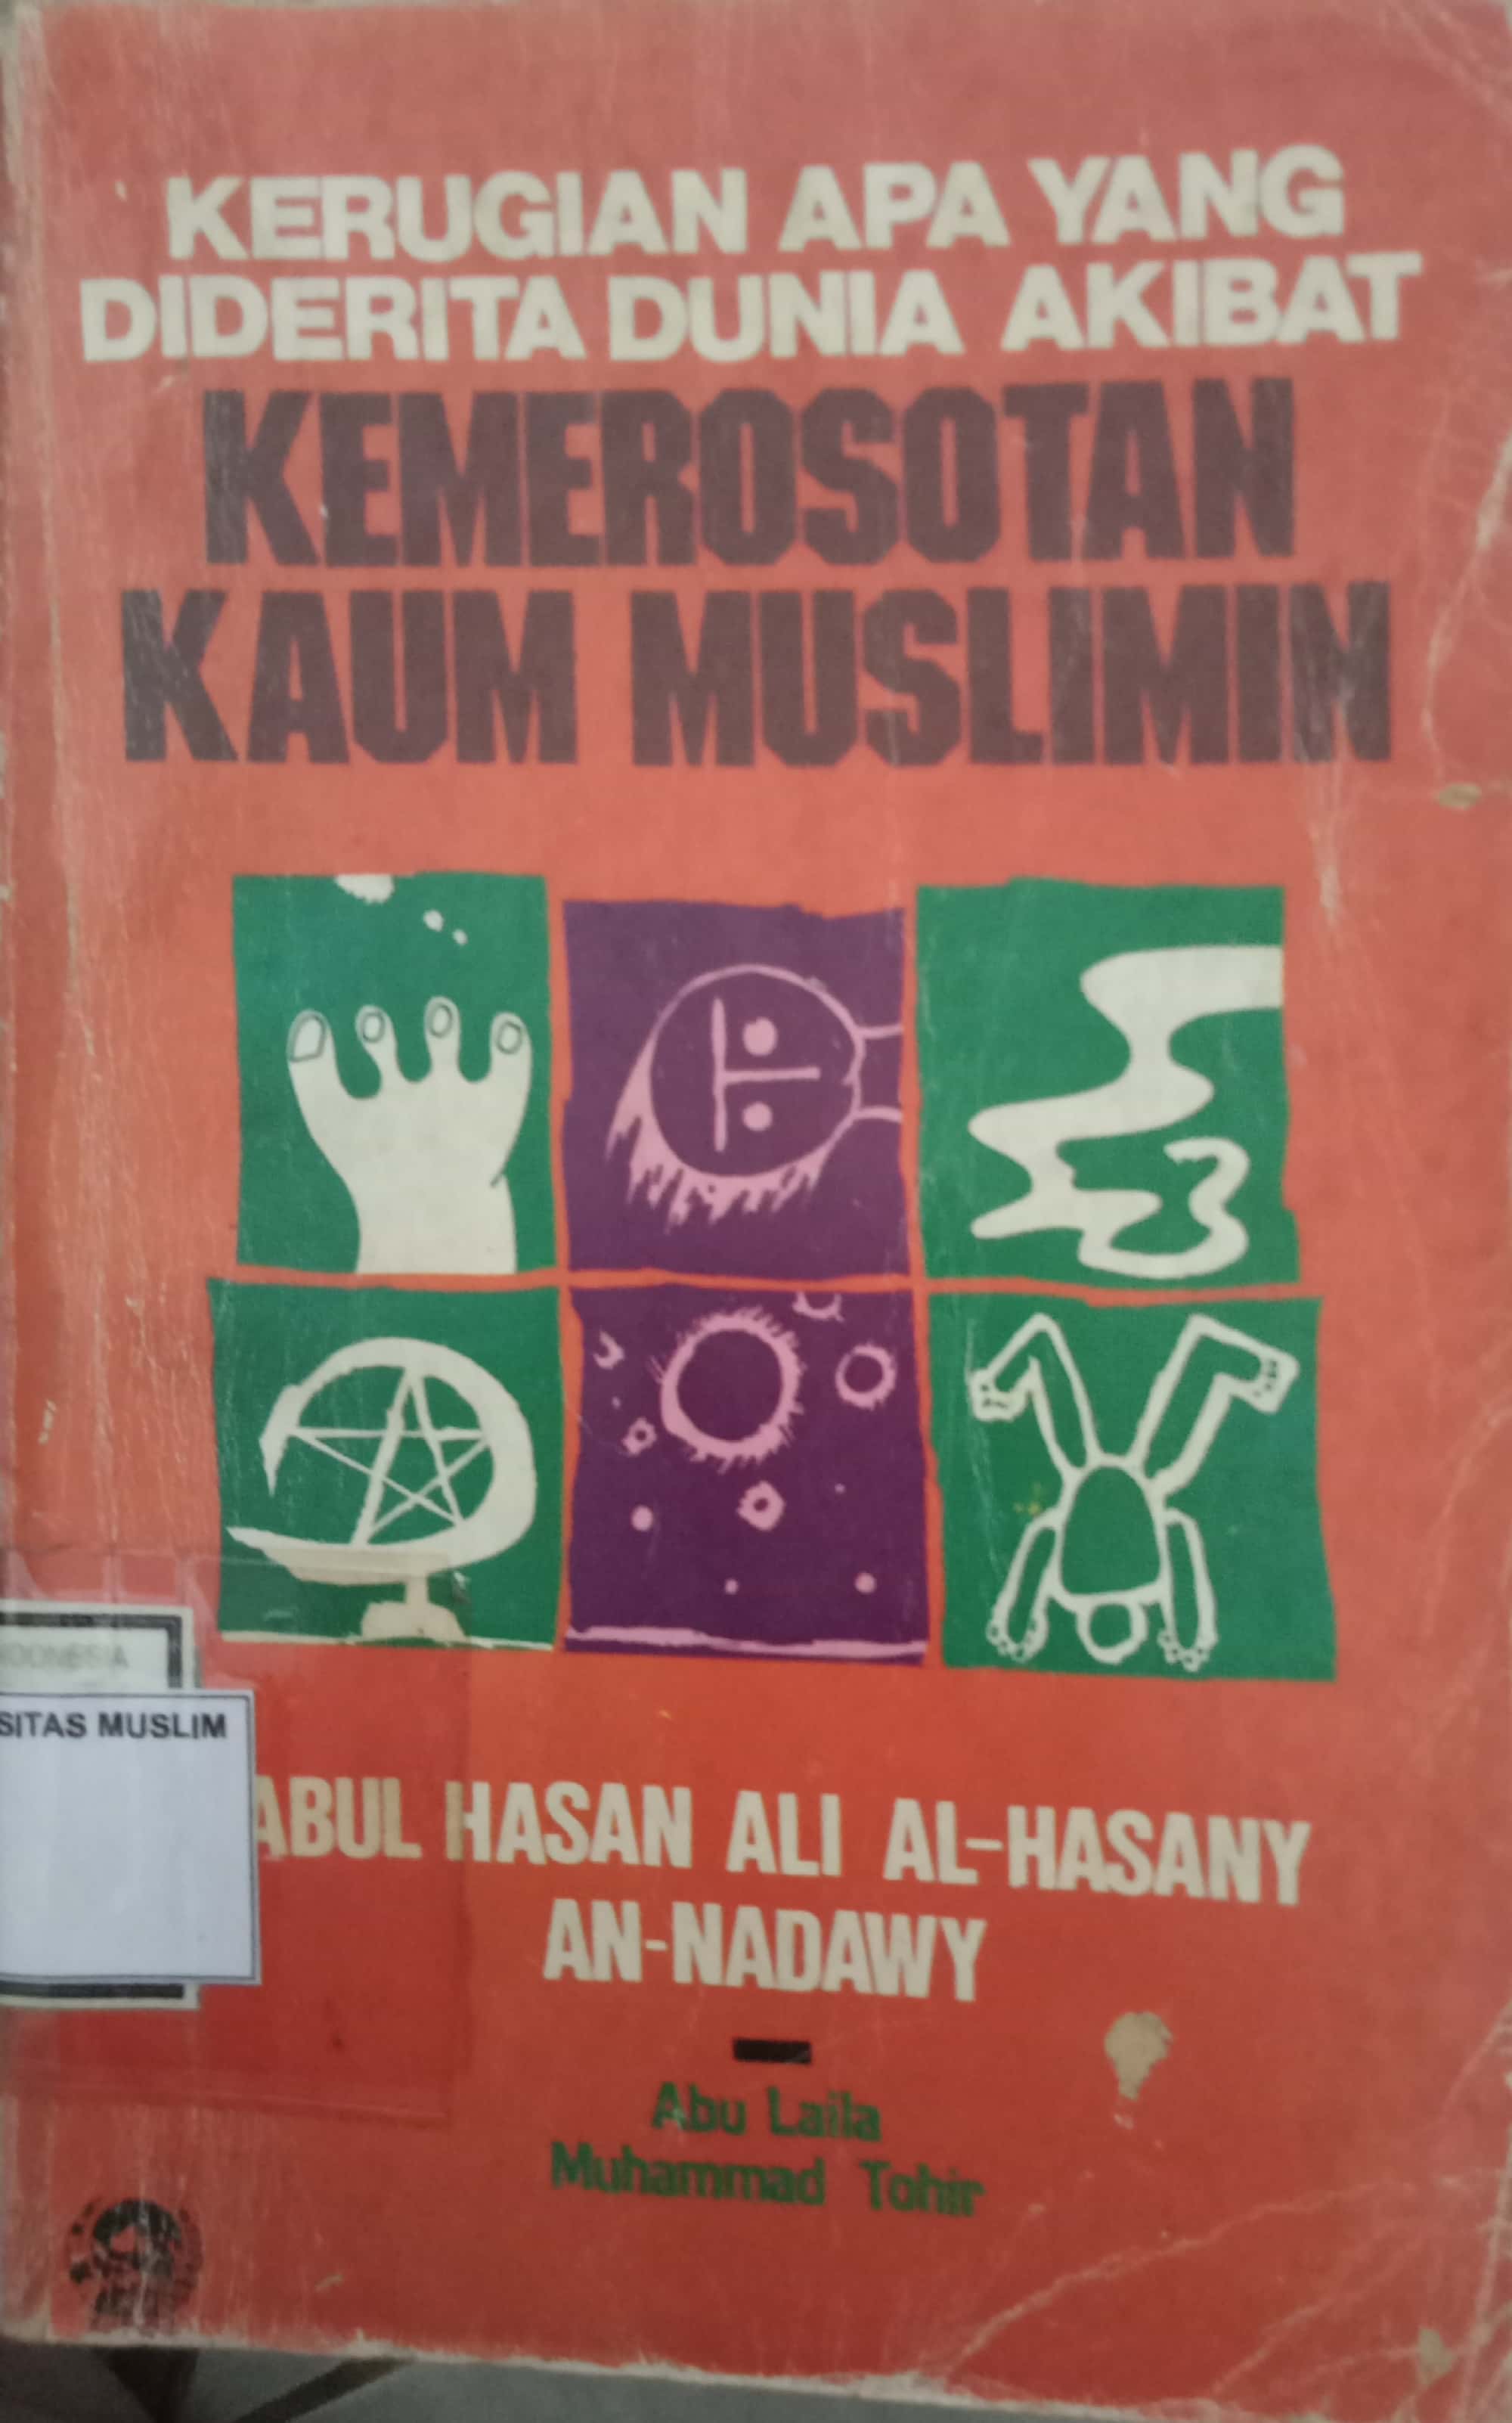 KERUGIAN APA YANG
DIDERITA DUNIA AKIBAT
KEMEROSOTAN
KAUM MUSLIMIN
INDONESIA
SITAS MUSLIM
ABUL HASAN ALI AL-HASANY
AN-NADAWY
Abu Laila
Muhammad Tohir